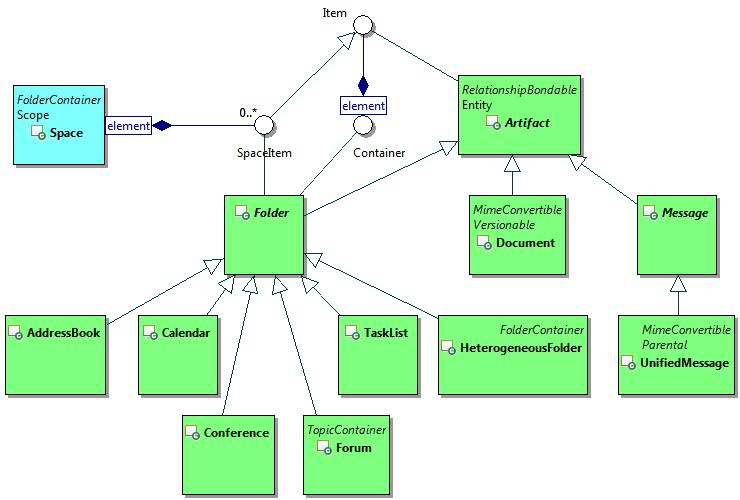 Item
FolderContainer
Scope
Space
element
0..*
SpaceItem
element
Container
RelationshipBondable
Entity
Artifact
Folder
MimeConvertible
Versionable
Document
Message
AddressBook
Calendar
TaskList
FolderContainer
HeterogeneousFolder
MimeConvertible
Parental
UnifiedMessage
Conference
TopicContainer
Forum